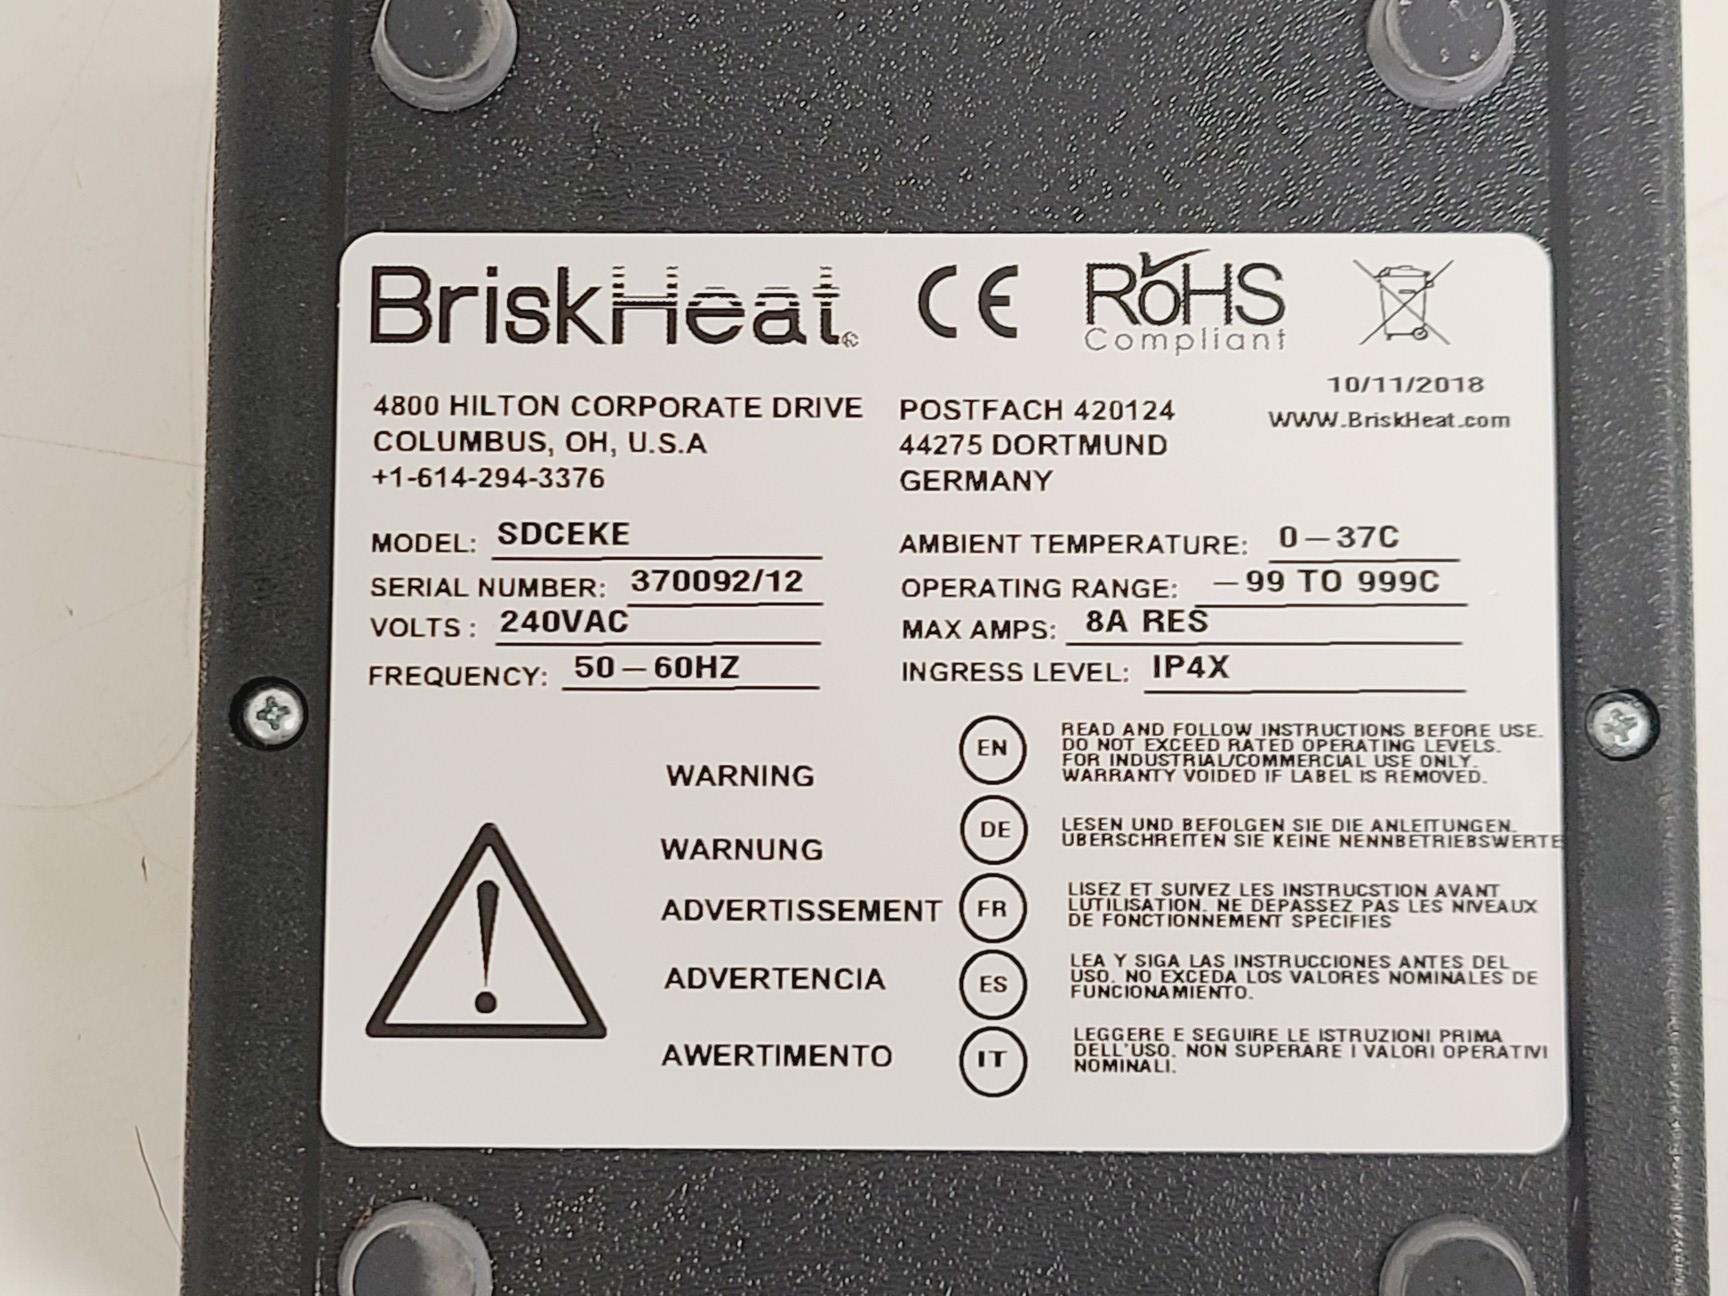 BriskHeat®
CE
RoHS
Compliant
10/11/2018
WWW.BriskHeat.com
4800 HILTON CORPORATE DRIVE
COLUMBUS, OH, U.S.A
+1-614-294-3376
POSTFACH 420124
44275 DORTMUND
GERMANY
MODEL: SDCEKE
SERIAL NUMBER: 370092/12
VOLTS : 240VAC
FREQUENCY: 50-60HZ
AMBIENT TEMPERATURE: 0-37C
OPERATING RANGE: -99 TO 999C
MAX AMPS: 8A RES
INGRESS LEVEL: IP4X
WARNING
EN
READ AND FOLLOW INSTRUCTIONS BEFORE USE.
DO NOT EXCEED RATED OPERATING LEVELS.
FOR INDUSTRIAL/COMMERCIAL USE ONLY.
WARRANTY VOIDED IF LABEL IS REMOVED.
WARNUNG
DE
LESEN UND BEFOLGEN SIE DIE ANLEITUNGEN.
UBERSCHREITEN SIE KEINE NENNBETRIEBSWERTE
ADVERTISSEMENT
FR
LISEZ ET SUIVEZ LES INSTRUCSTION AVANT
LUTILISATION. NE DEPASSEZ PAS LES NIVEAUX
DE FONCTIONNEMENT SPECIFIES
ADVERTENCIA
ES
LEA Y SIGA LAS INSTRUCCIONES ANTES DEL
USO. NO EXCEDA LOS VALORES NOMINALES DE
FUNCIONAMIENTO.
AWERTIMENTO
IT
LEGGERE E SEGUIRE LE ISTRUZIONI PRIMA
DELL'USO. NON SUPERARE I VALORI OPERATIVI
NOMINALI.